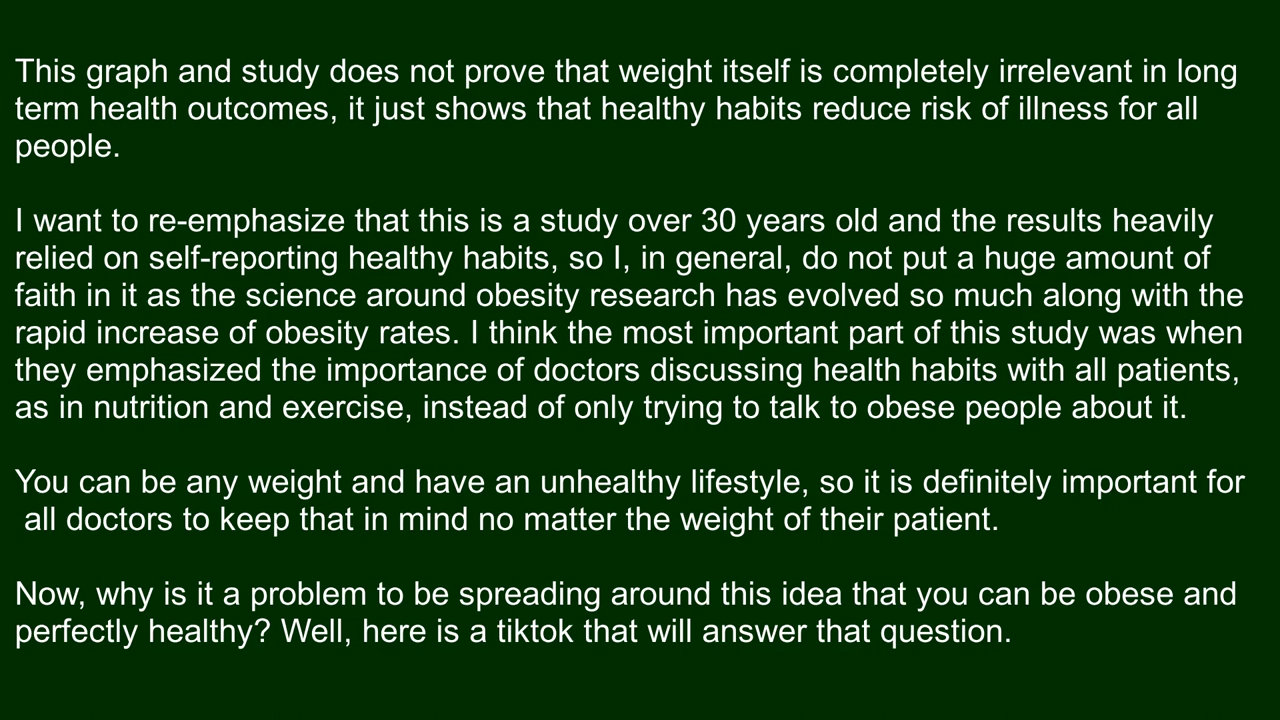 This graph and study does not prove that weight itself is completely irrelevant in long
term health outcomes, it just shows that healthy habits reduce risk of illness for all
people.
I want to re-emphasize that this is a study over 30 years old and the results heavily
relied on self-reporting healthy habits, so I, in general, do not put a huge amount of
faith in it as the science around obesity research has evolved so much along with the
rapid increase of obesity rates. I think the most important part of this study was when
they emphasized the importance of doctors discussing health habits with all patients,
as in nutrition and exercise, instead of only trying to talk to obese people about it.
You can be any weight and have an unhealthy lifestyle, so it is definitely important for
all doctors to keep that in mind no matter the weight of their patient.
Now, why is it a problem to be spreading around this idea that you can be obese and
perfectly healthy? Well, here is a tiktok that will answer that question.